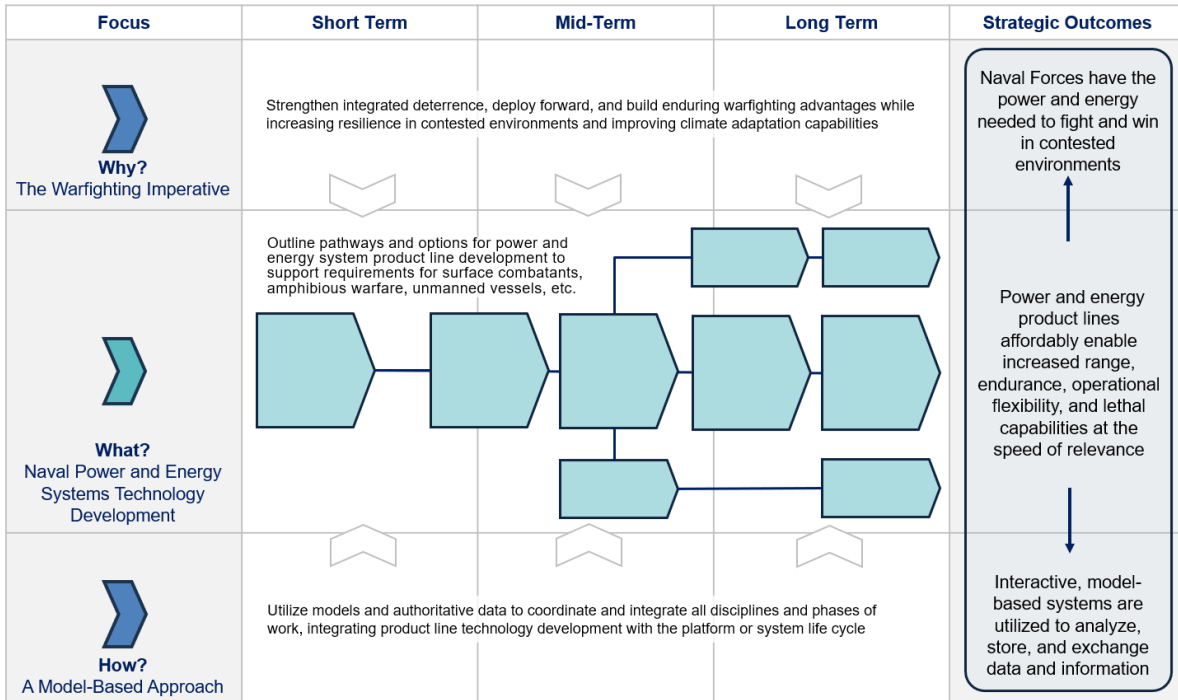 Focus
Short Term
Mid-Term
Long Term
Strategic Outcomes
Why?
The Warfighting Imperative
Strengthen integrated deterrence, deploy forward, and build enduring warfighting advantages while
increasing resilience in contested environments and improving climate adaptation capabilities
Naval Forces have the
power and energy
needed to fight and win
in contested
environments
What?
Naval Power and Energy
Systems Technology
Development
Outline pathways and options for power and
energy system product line development to
support requirements for surface combatants,
amphibious warfare, unmanned vessels, etc.
Power and energy
product lines
affordably enable
increased range,
endurance, operational
flexibility, and lethal
capabilities at the
speed of relevance
How?
A Model-Based Approach
Utilize models and authoritative data to coordinate and integrate all disciplines and phases of
work, integrating product line technology development with the platform or system life cycle
Interactive, model-
based systems are
utilized to analyze,
store, and exchange
data and information